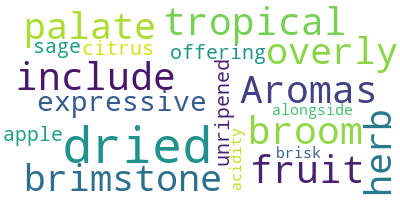 palate tropical
sage citrus offering overly
include Aromas
expressive unripened alongside
apple dried acidity broom herb
brimstone brisk fruit